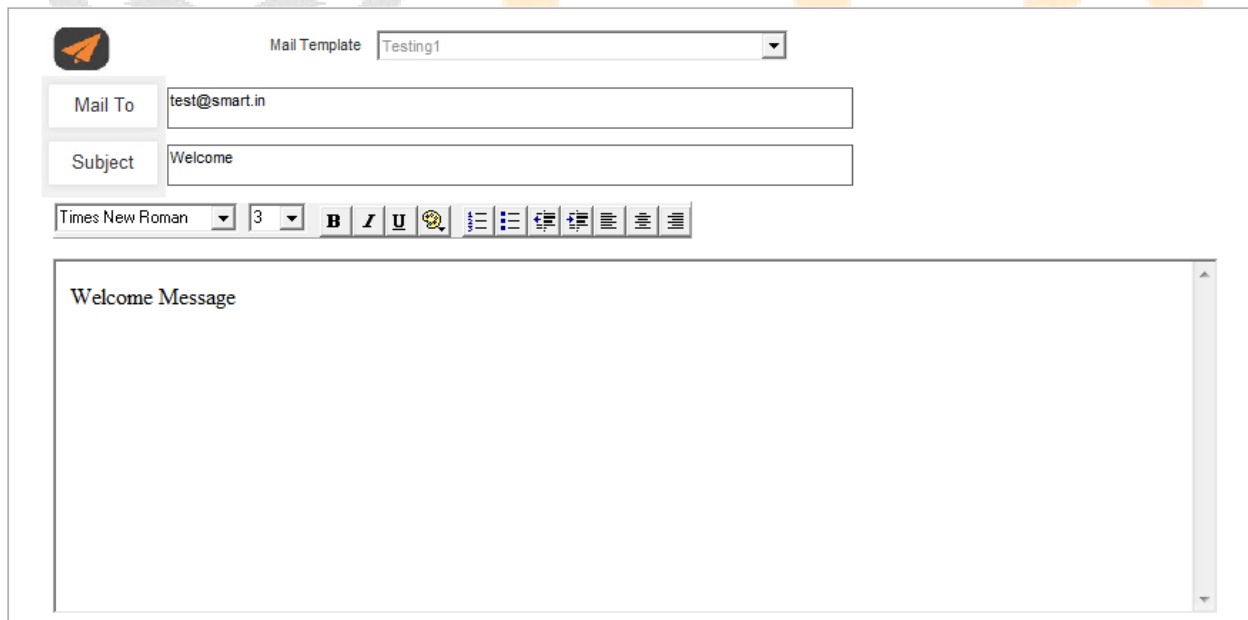 Mail Template Testing1
Mail To test@smart.in
Subject Welcome
Times New Roman 3 B I U
Welcome Message